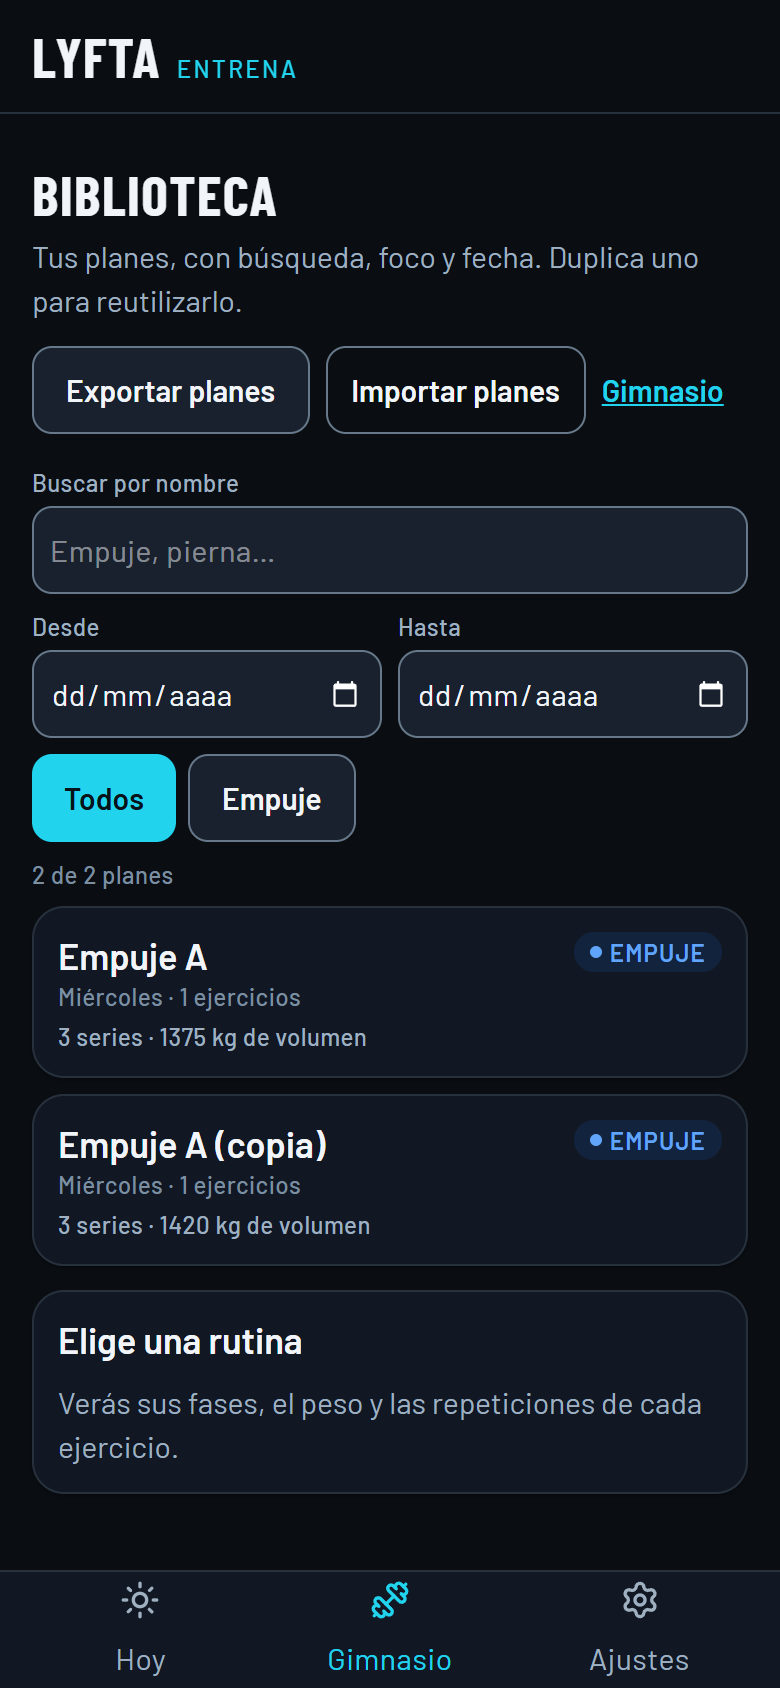 LYFTA ENTRENA
BIBLIOTECA
Tus planes, con búsqueda, foco y fecha. Duplica uno
para reutilizarlo.
Exportar planes Importar planes Gimnasio
Buscar por nombre
Empuje, pierna...
Desde Hasta
dd/mm/aaaa dd/mm/aaaa
Todos Empuje
2 de 2 planes
Empuje A EMPUJE
Miércoles · 1 ejercicios
3 series · 1375 kg de volumen
Empuje A (copia) EMPUJE
Miércoles · 1 ejercicios
3 series · 1420 kg de volumen
Elige una rutina
Verás sus fases, el peso y las repeticiones de cada
ejercicio.
Hoy Gimnasio Ajustes